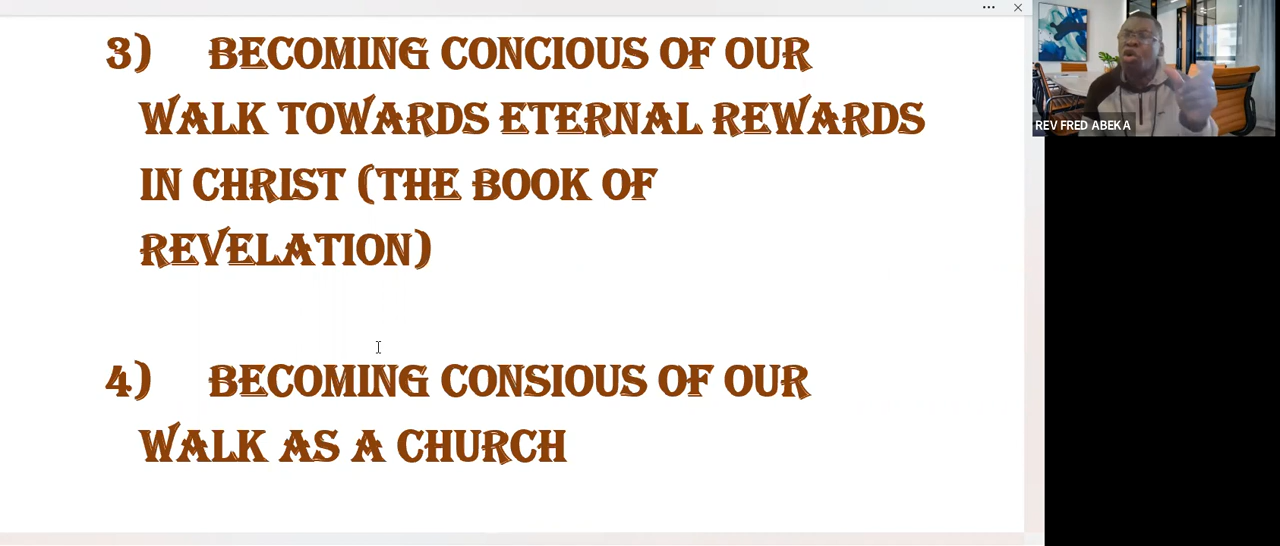 3) BECOMING CONCIOUS OF OUR
WALK TOWARDS ETERNAL REWARDS
IN CHRIST (THE BOOK OF
REVELATION)
4) BECOMING CONSIOUS OF OUR
WALK AS A CHURCH
REV FRED ABEKA